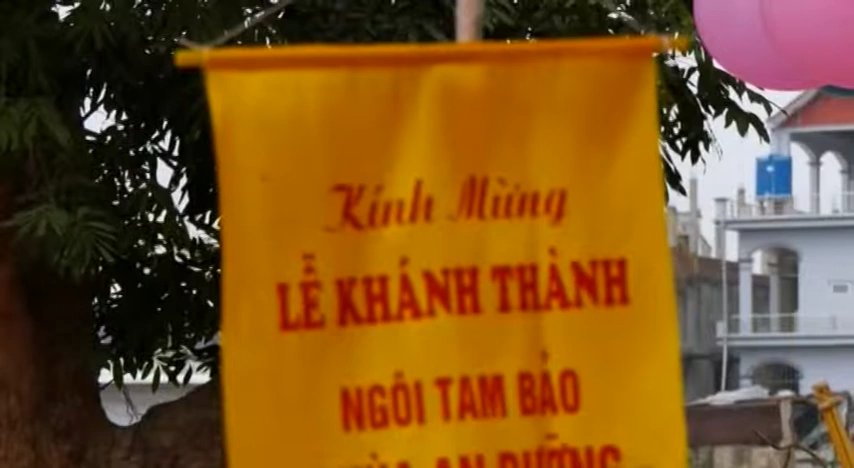 Kính Mừng
LỄ KHÁNH THÀNH
NGÔI TAM BẢO
AN DƯỠNG